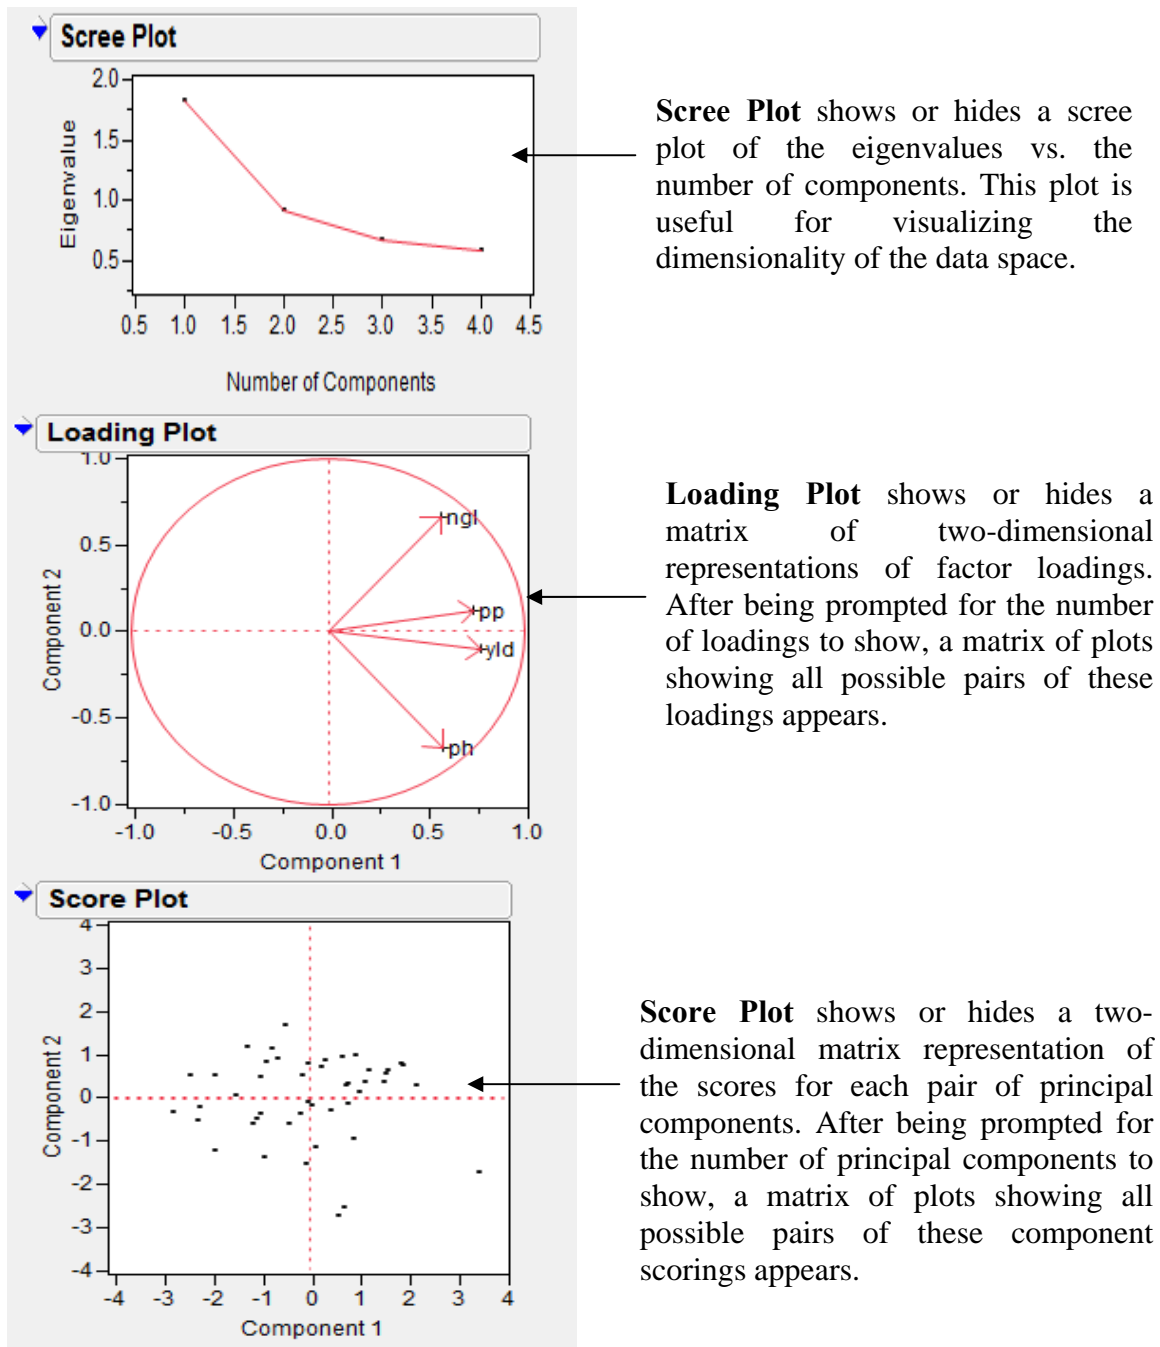 Scree Plot
2.0
1.5
1.0
0.5
Eigenvalue
0.5 1.0 1.5 2.0 2.5 3.0 3.5 4.0 4.5
Number of Components
Scree Plot shows or hides a scree
plot of the eigenvalues vs. the
number of components. This plot is
useful for visualizing the
dimensionality of the data space.
Loading Plot
1.0
0.5
0.0
-0.5
-1.0
Component 2
ngl
pp
yld
ph
-1.0 -0.5 0.0 0.5 1.0
Component 1
Loading Plot shows or hides a
matrix of two-dimensional
representations of factor loadings.
After being prompted for the number
of loadings to show, a matrix of plots
showing all possible pairs of these
loadings appears.
Score Plot
4
3
2
1
0
-1
-2
-3
-4
Component 2
-4 -3 -2 -1 0 1 2 3 4
Component 1
Score Plot shows or hides a two-
dimensional matrix representation of
the scores for each pair of principal
components. After being prompted for
the number of principal components to
show, a matrix of plots showing all
possible pairs of these component
scorings appears.